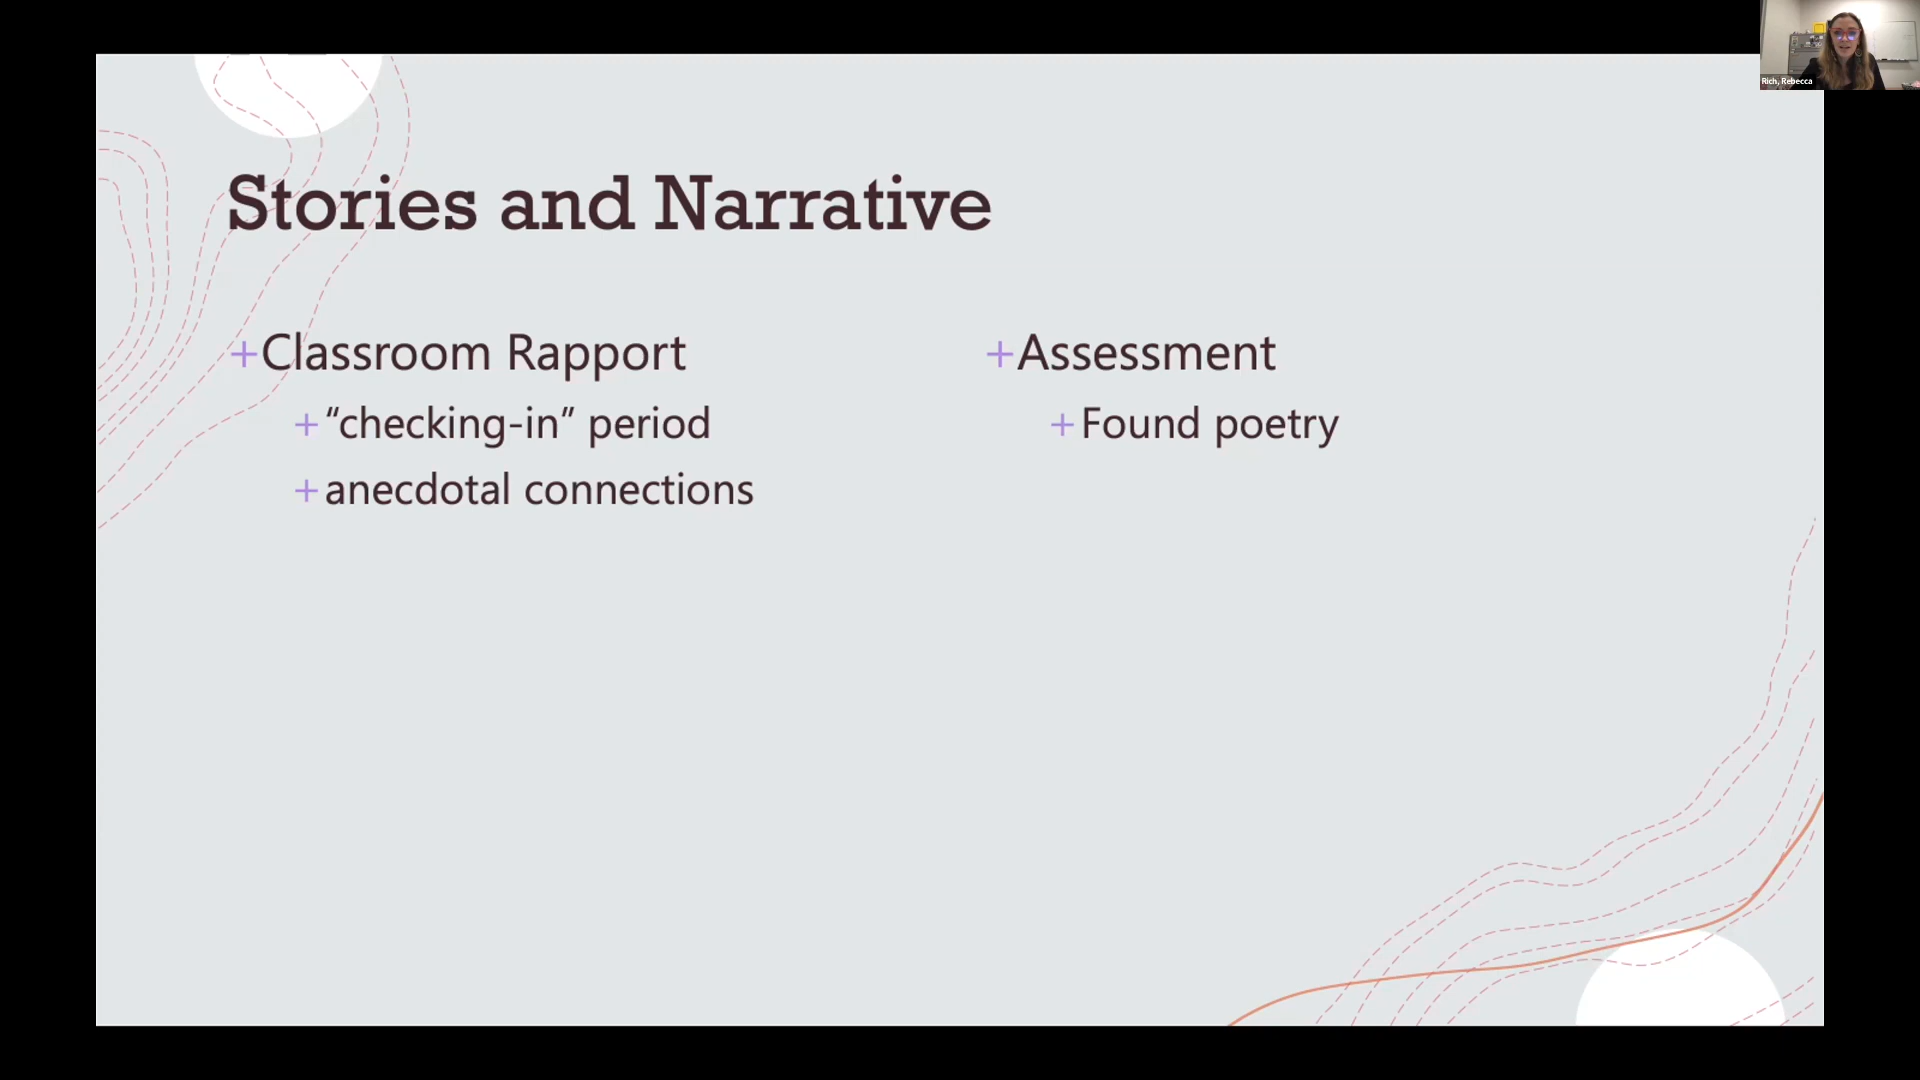 Rich, Rebecca
Stories and Narrative
+Classroom Rapport
+“checking-in” period
+anecdotal connections
+Assessment
+Found poetry